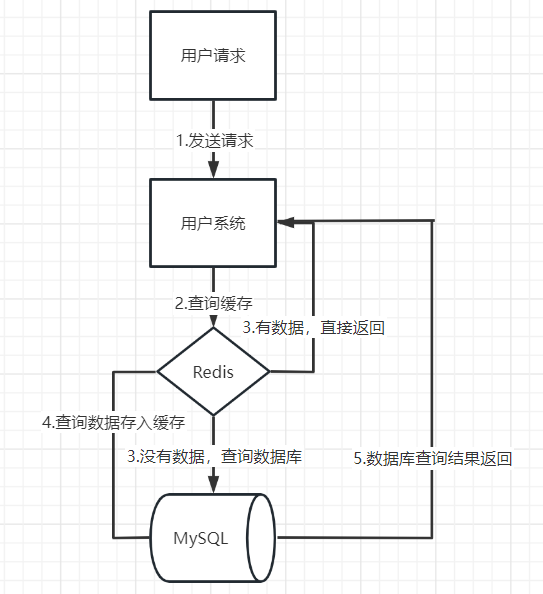 用户请求
1.发送请求
用户系统
2.查询缓存
3.有数据，直接返回
Redis
4.查询数据存入缓存
3.没有数据，查询数据库
5.数据库查询结果返回
MySQL